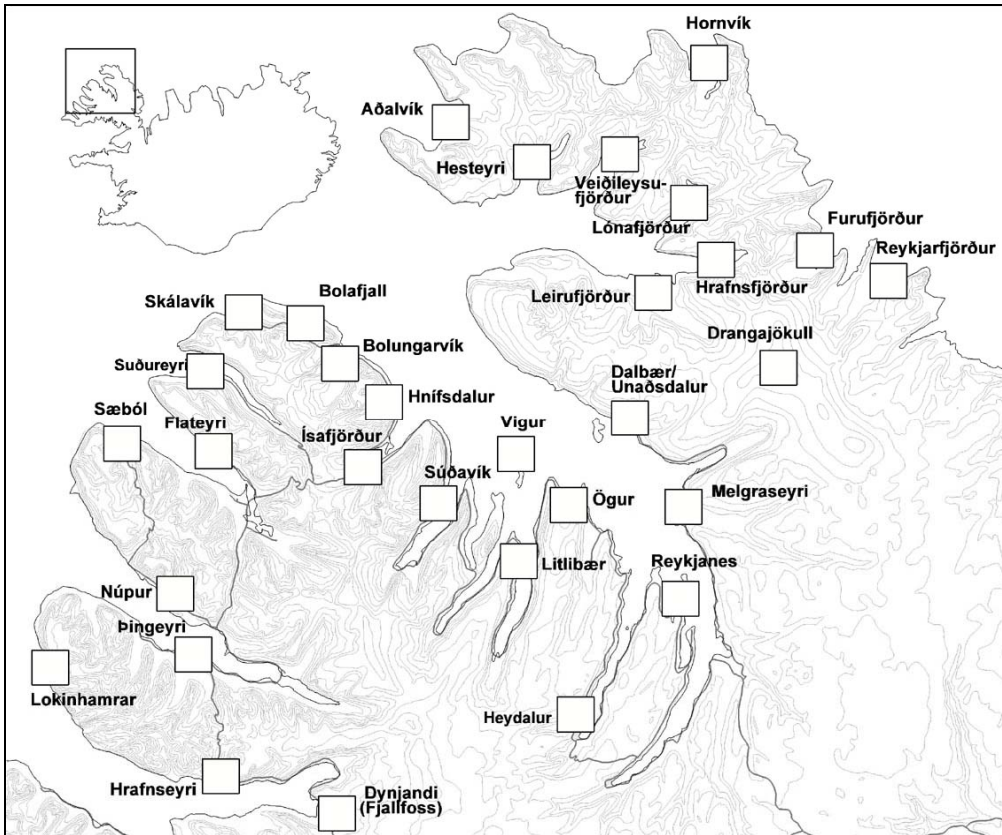 Hornvík
Aðalvík
Hesteyri
Veiðileysu-
fjörður
Lónafjörður
Furufjörður
Reykjarfjörður
Hrafnsfjörður
Leirufjörður
Skálavík
Bolafjall
Bolungarvík
Drangajökull
Suðureyri
Dalbær/
Unaðsdalur
Hnífsdalur
Sæból
Flateyri
Ísafjörður
Vigur
Súðavík
Ögur
Melgraseyri
Litlibær
Reykjanes
Núpur
Þingeyri
Lokinhamrar
Heydalur
Hrafnseyri
Dynjandi
(Fjallfoss)